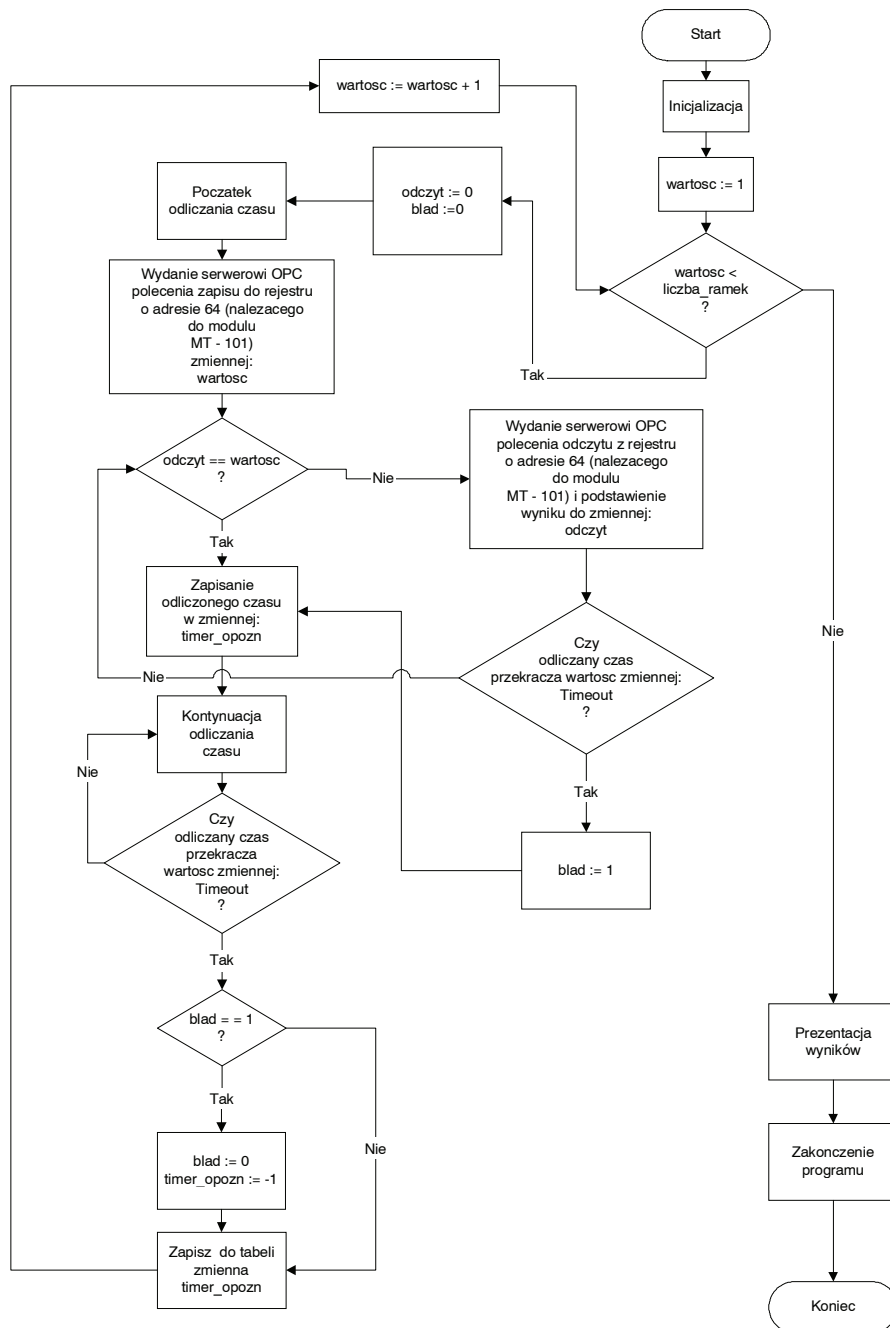 Start
wartosc := wartosc + 1
Inicjalizacja
wartosc := 1
odczyt := 0
blad :=0
Poczatek
odliczania czasu
wartosc <
liczba_ramek
?
Tak
Nie
Wydanie serwerowi OPC
polecenia zapisu do rejestru
o adresie 64 (nalezacego
do modulu
MT - 101)
zmiennej:
wartosc
odczyt == wartosc
?
Nie
Tak
Wydanie serwerowi OPC
polecenia odczytu z rejestru
o adresie 64 (nalezacego
do modulu
MT - 101) i podstawienie
wyniku do zmiennej:
odczyt
Zapisanie
odliczonego czasu
w zmiennej:
timer_opozn
Czy
odliczany czas
przekracza wartosc zmiennej:
Timeout
?
Nie
Tak
Kontynuacja
odliczania
czasu
Nie
Czy
odliczany czas
przekracza
wartosc zmiennej:
Timeout
?
blad := 1
Tak
blad = = 1
?
Tak
Nie
blad := 0
timer_opozn := -1
Zapisz do tabeli
zmienna
timer_opozn
Prezentacja
wyników
Zakonczenie
programu
Koniec